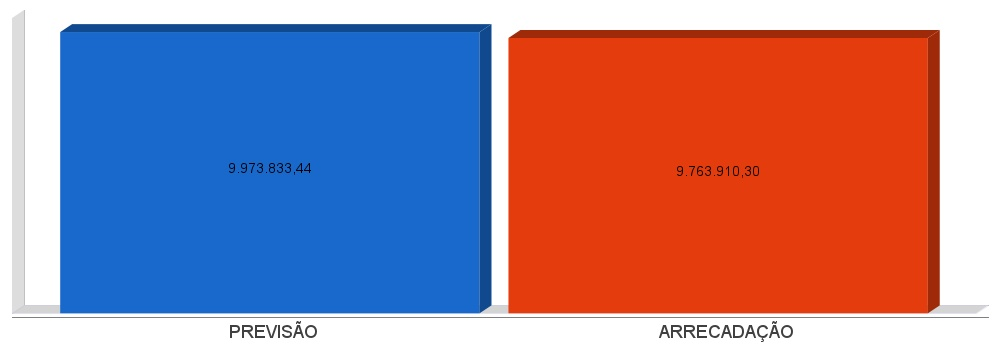 9.973.833,44
9.763.910,30
PREVISÃO
ARRECADAÇÃO